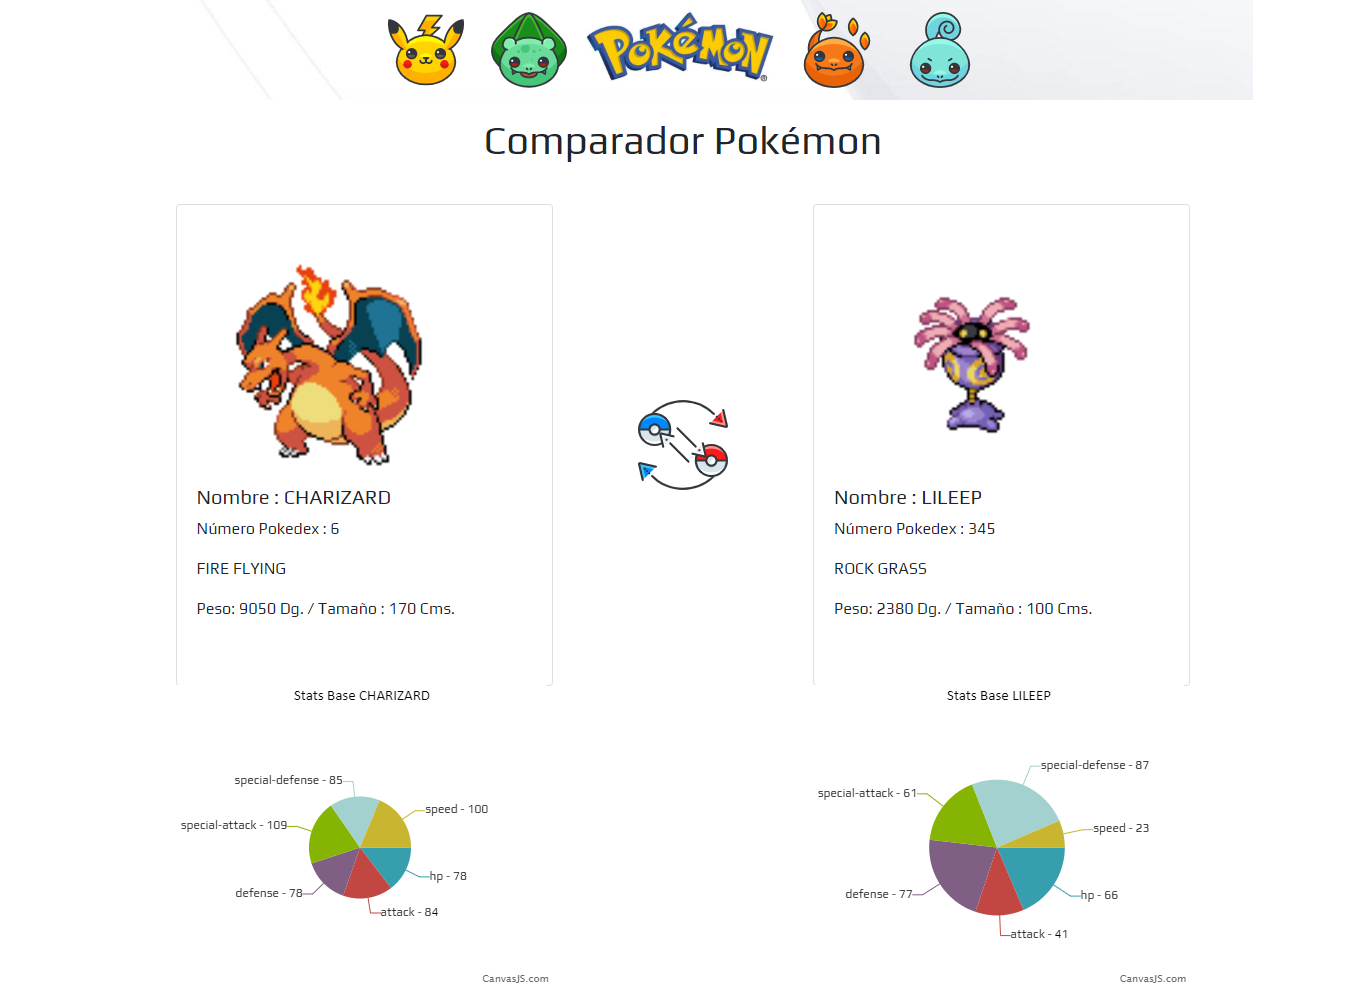 POKéMON
®
Comparador Pokémon
Nombre : CHARIZARD
Número Pokedex : 6
FIRE FLYING
Peso: 9050 Dg. / Tamaño : 170 Cms.
Nombre : LILEEP
Número Pokedex : 345
ROCK GRASS
Peso: 2380 Dg. / Tamaño : 100 Cms.
Stats Base CHARIZARD
special-defense - 85
speed - 100
special-attack - 109
hp - 78
defense - 78
attack - 84
CanvasJS.com
Stats Base LILEEP
special-defense - 87
special-attack - 61
speed - 23
defense - 77
hp - 66
attack - 41
CanvasJS.com